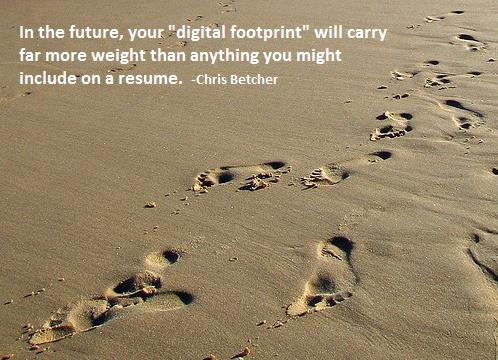 In the future, your "digital footprint" will carry
far more weight than anything you might
include on a resume. -Chris Betcher